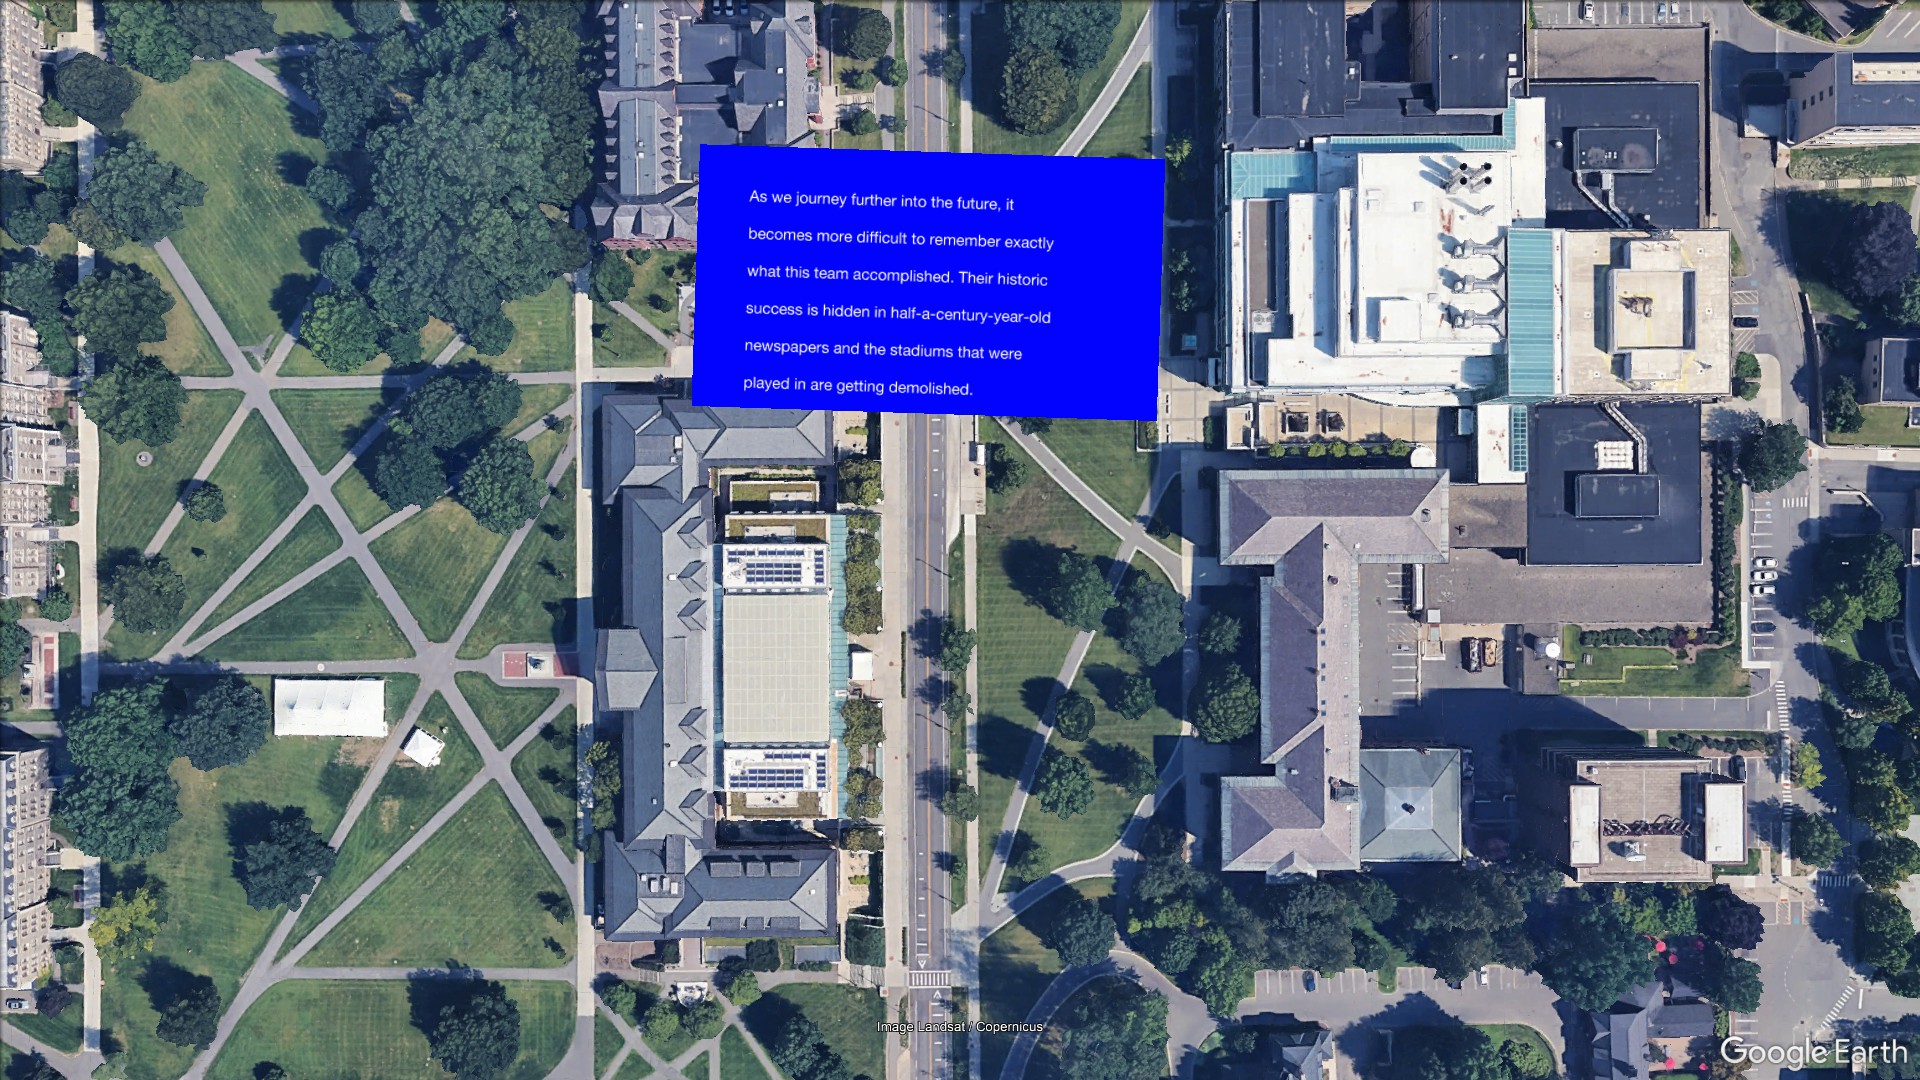 As we journey further into the future, it
becomes more difficult to remember exactly
what this team accomplished. Their historic
success is hidden in half-a-century-year-old
newspapers and the stadiums that were
played in are getting demolished.
Image Landsat / Copernicus
Google Earth